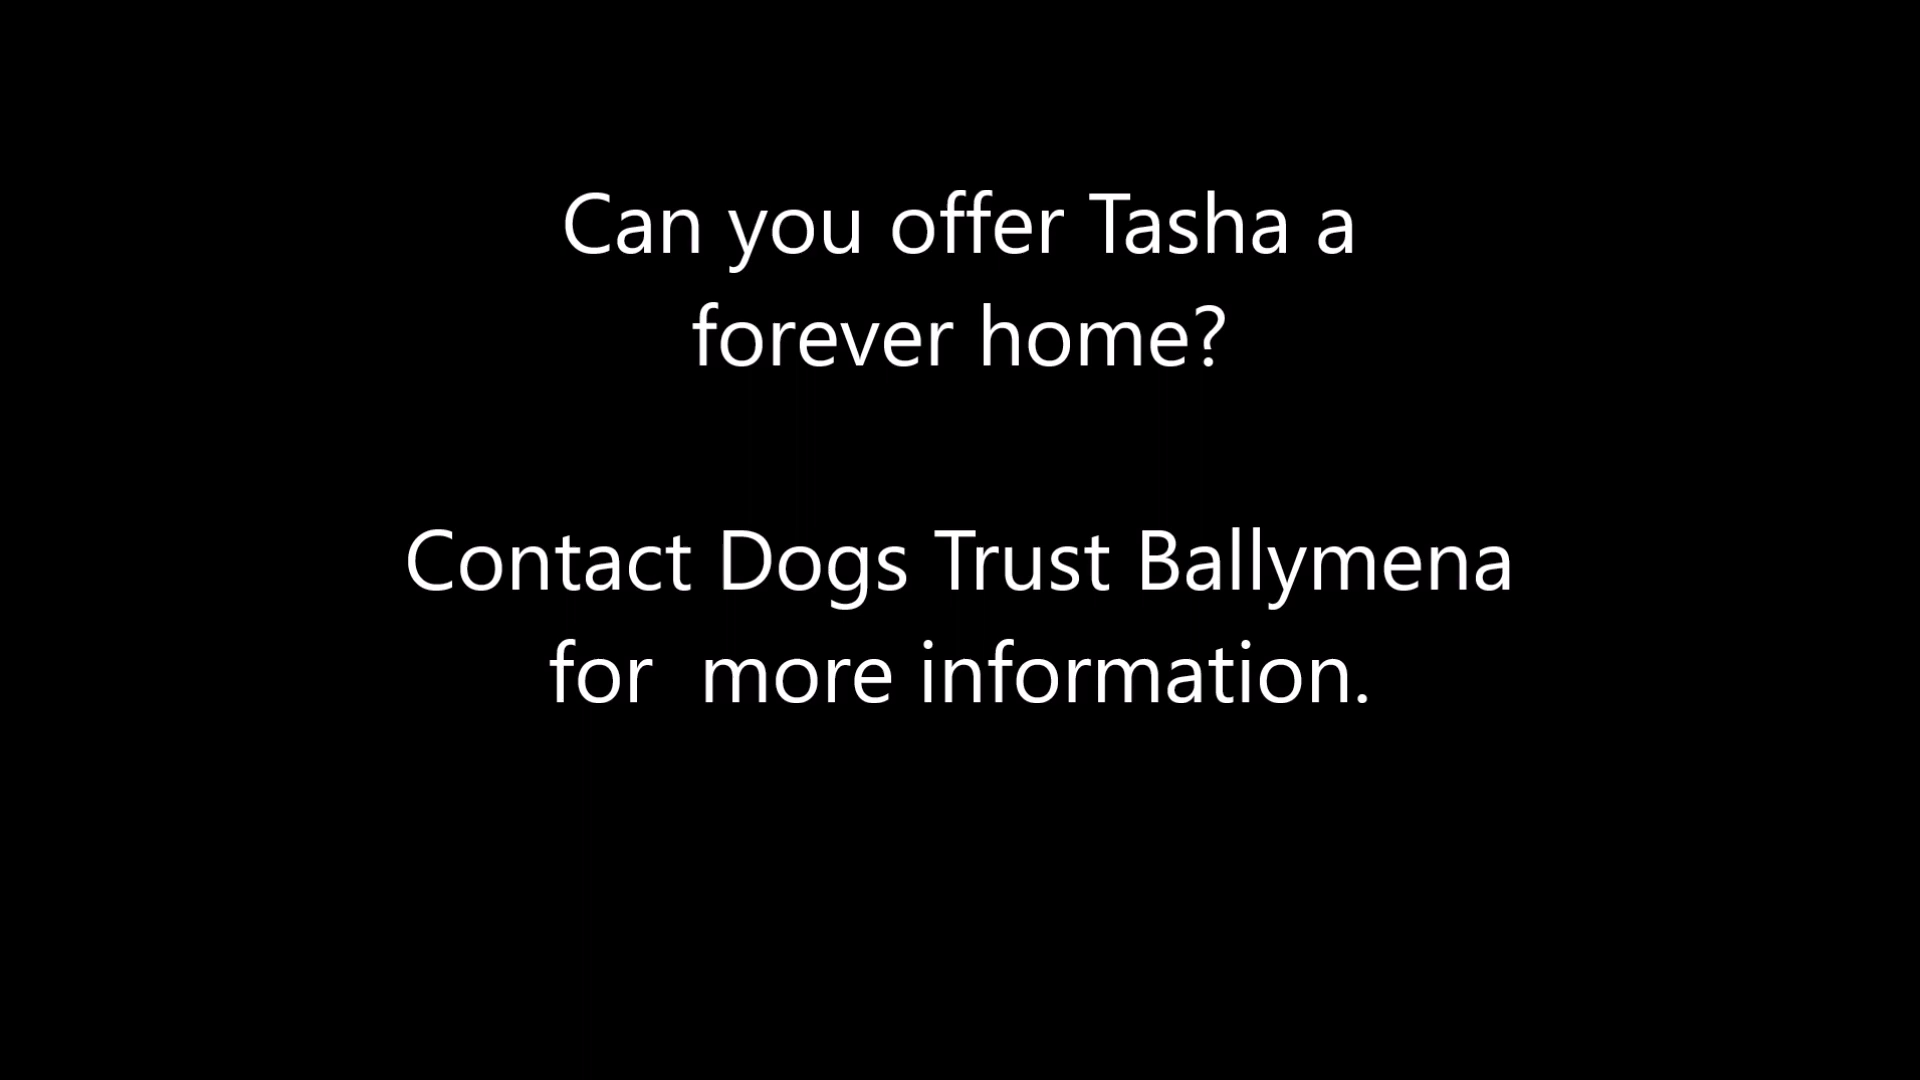 Can you offer Tasha a
forever home?
Contact Dogs Trust Ballymena
for  more information.